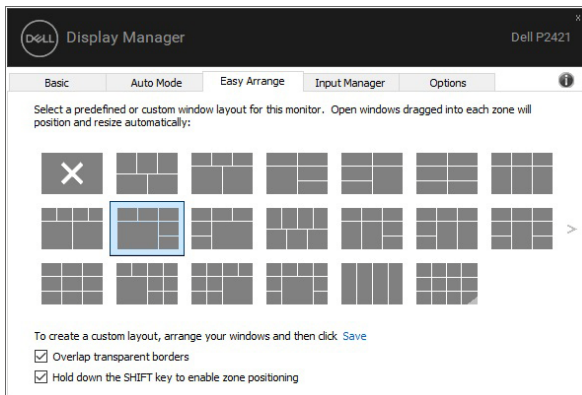 DELL Display Manager
Dell P2421
Basic Auto Mode Easy Arrange Input Manager Options
Select a predefined or custom window layout for this monitor. Open windows dragged into each zone will
position and resize automatically:
To create a custom layout, arrange your windows and then click Save
Overlap transparent borders
Hold down the SHIFT key to enable zone positioning